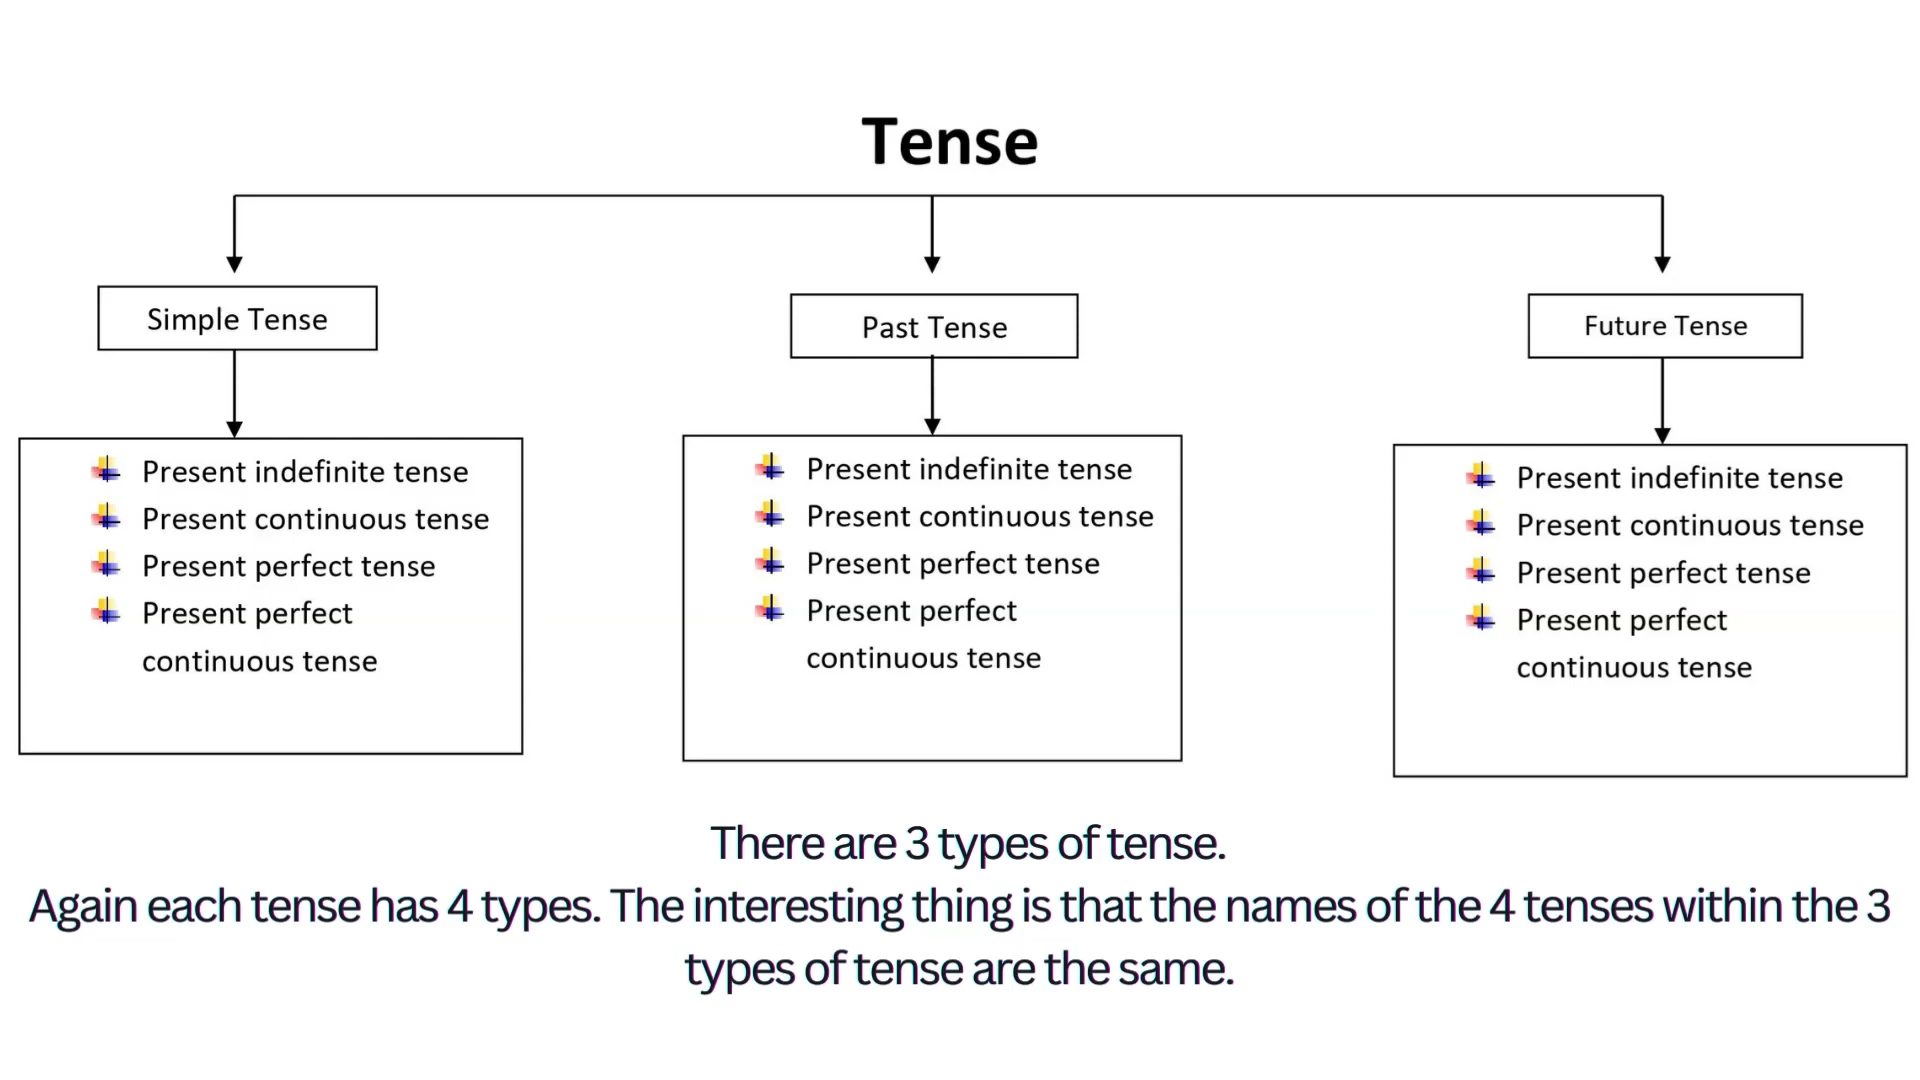 Tense
Simple Tense
Past Tense
Future Tense
Present indefinite tense
Present continuous tense
Present perfect tense
Present perfect
continuous tense
Present indefinite tense
Present continuous tense
Present perfect tense
Present perfect
continuous tense
Present indefinite tense
Present continuous tense
Present perfect tense
Present perfect
continuous tense
There are 3 types of tense.
Again each tense has 4 types. The interesting thing is that the names of the 4 tenses within the 3
types of tense are the same.